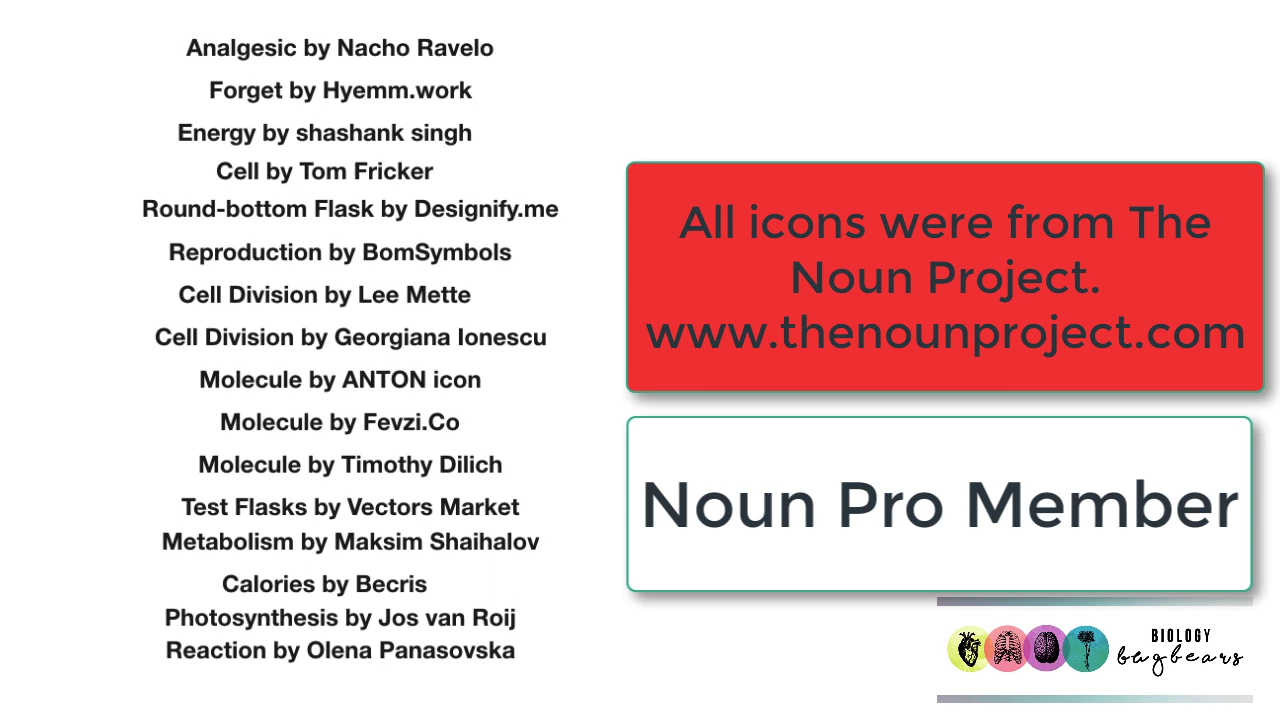 Analgesic by Nacho Ravelo
Forget by Hyemm.work
Energy by shashank singh
Cell by Tom Fricker
Round-bottom Flask by Designify.me
Reproduction by BomSymbols
Cell Division by Lee Mette
Cell Division by Georgiana Ionescu
Molecule by ANTON icon
Molecule by Fevzi.Co
Molecule by Timothy Dilich
Test Flasks by Vectors Market
Metabolism by Maksim Shaihalov
Calories by Becris
Photosynthesis by Jos van Roij
Reaction by Olena Panasovska
All icons were from The
Noun Project.
www.thenounproject.com
Noun Pro Member
BIOLOGY
bugbears